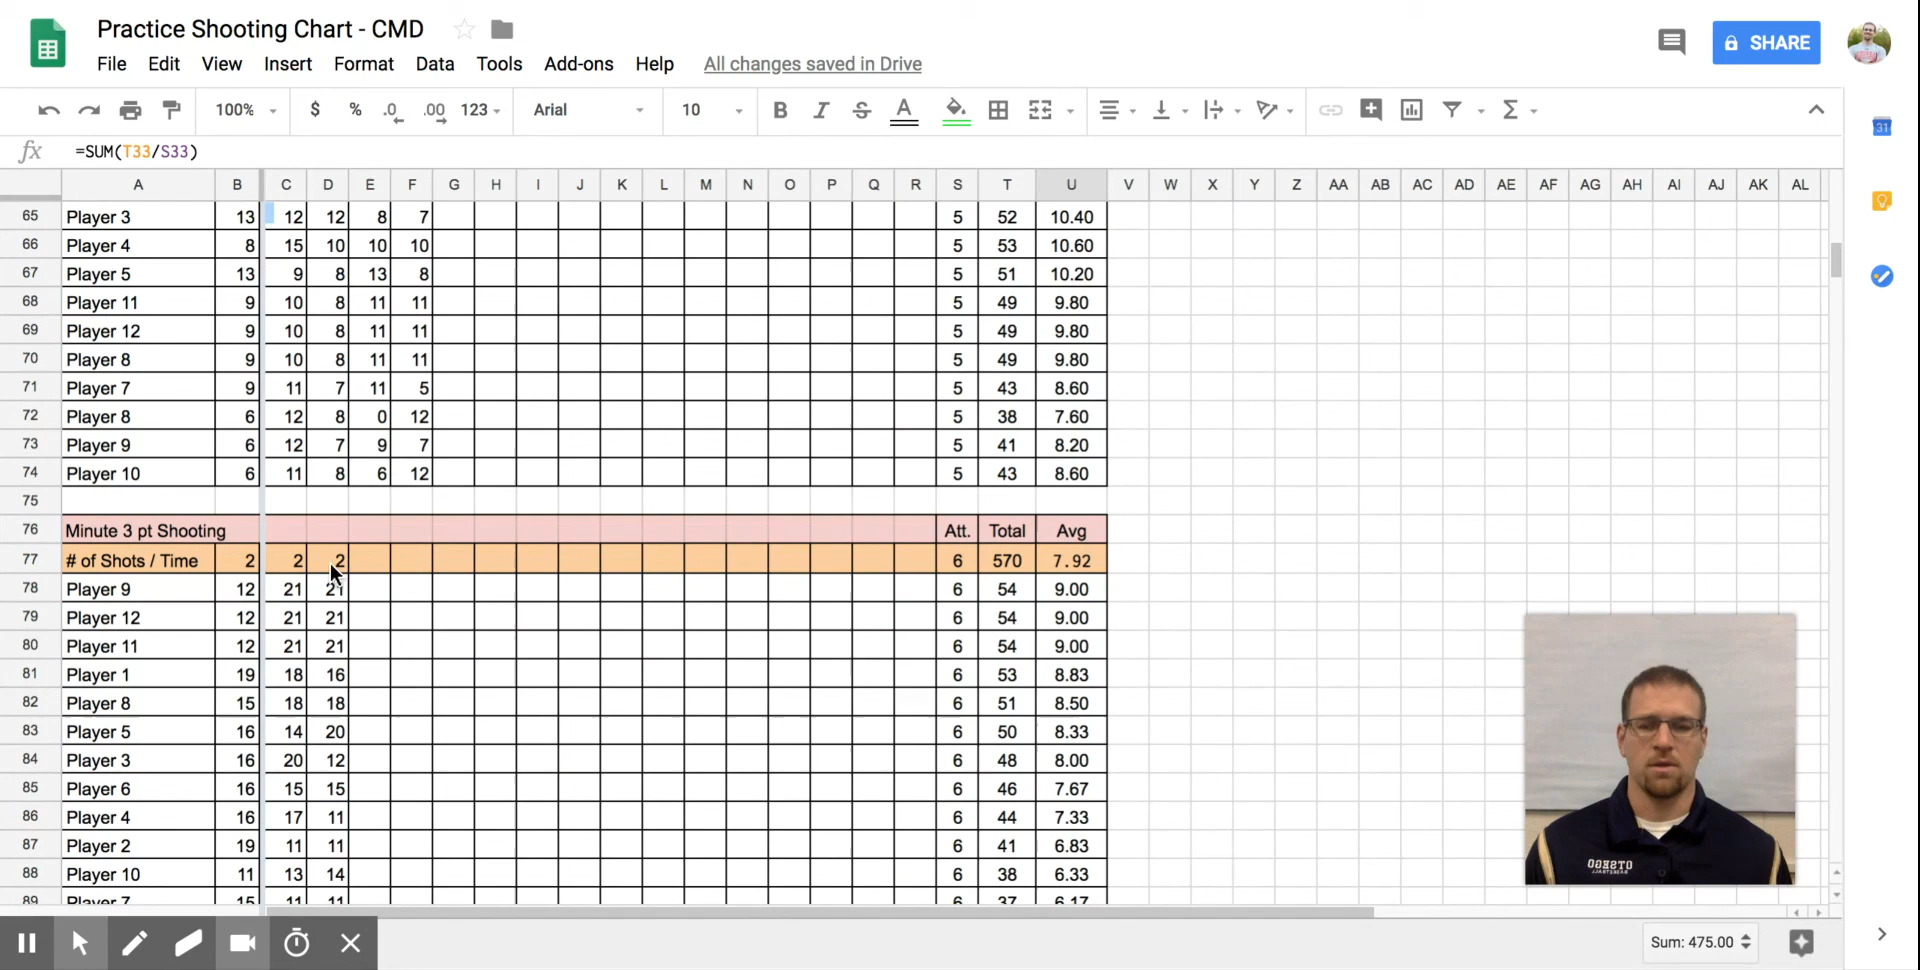 Practice Shooting Chart - CMD
File Edit View Insert Format Data Tools Add-ons Help All changes saved in Drive
SHARE
100% $ % .0 .00 123 Arial 10 B I S A Σ
31
fx =SUM(T33/S33)
A B C D E F G H I J K L M N O P Q R S T U V W X Y Z AA AB AC AD AE AF AG AH AI AJ AK AL
65 Player 3 13 12 12 8 7 5 52 10.40
66 Player 4 8 15 10 10 10 5 53 10.60
67 Player 5 13 9 8 13 8 5 51 10.20
68 Player 11 9 10 8 11 11 5 49 9.80
69 Player 12 9 10 8 11 11 5 49 9.80
70 Player 8 9 10 8 11 11 5 49 9.80
71 Player 7 9 11 7 11 5 5 43 8.60
72 Player 8 6 12 8 0 12 5 38 7.60
73 Player 9 6 12 7 9 7 5 41 8.20
74 Player 10 6 11 8 6 12 5 43 8.60
75
76 Minute 3 pt Shooting Att. Total Avg
77 # of Shots / Time 2 2 2 6 570 7.92
78 Player 9 12 21 21 6 54 9.00
79 Player 12 12 21 21 6 54 9.00
80 Player 11 12 21 21 6 54 9.00
81 Player 1 19 18 16 6 53 8.83
82 Player 8 15 18 18 6 51 8.50
83 Player 5 16 14 20 6 50 8.33
84 Player 3 16 20 12 6 48 8.00
85 Player 6 16 15 15 6 46 7.67
86 Player 4 16 17 11 6 44 7.33
87 Player 2 19 11 11 6 41 6.83
88 Player 10 11 13 14 6 38 6.33
89 Player 7 15 11 11 6 37 6.17
OTSEGO
BASKETBALL
Sum: 475.00